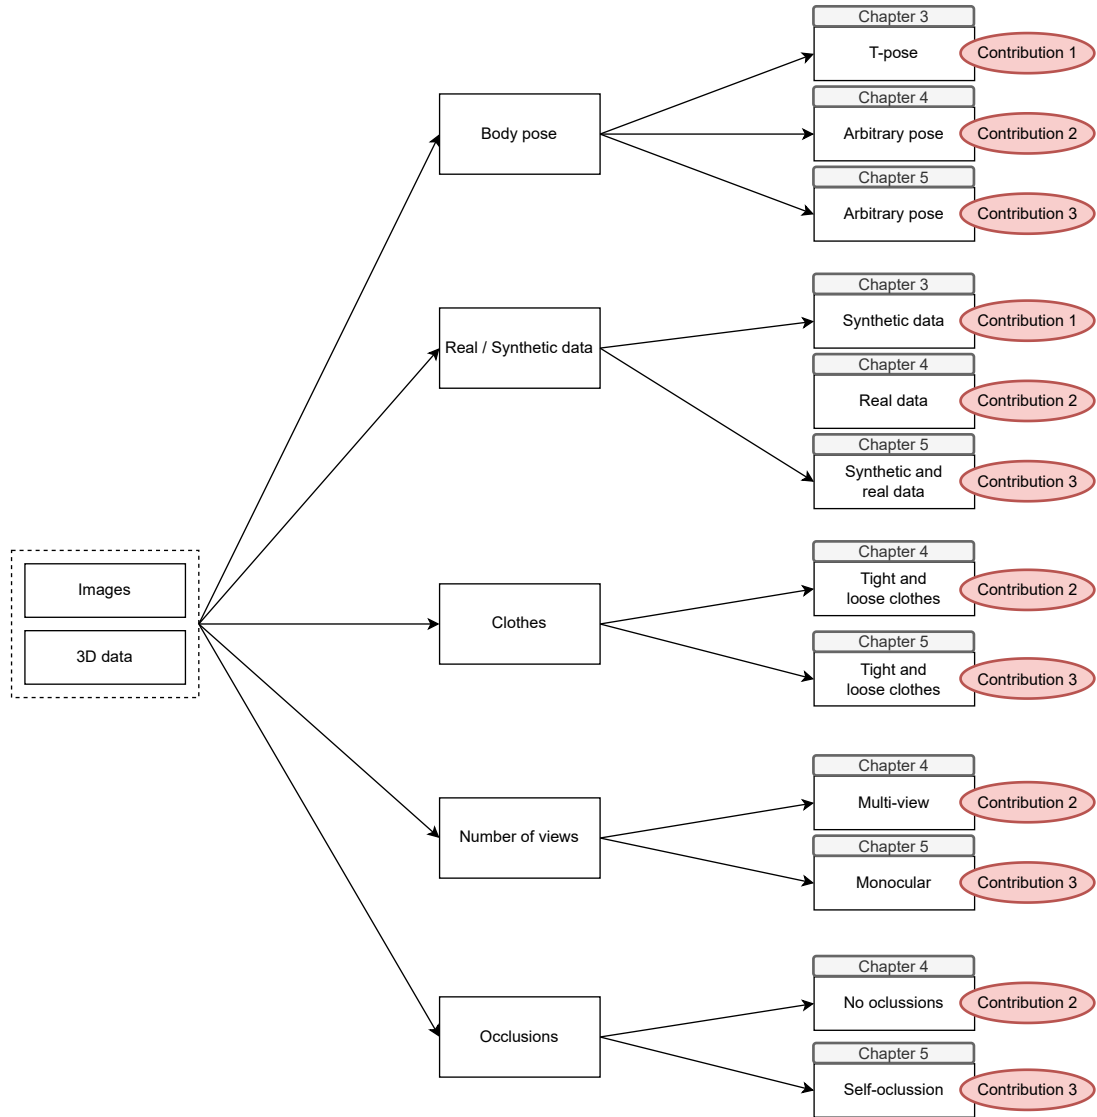 Chapter 3
T-pose
Contribution 1
Chapter 4
Body pose
Arbitrary pose
Contribution 2
Chapter 5
Arbitrary pose
Contribution 3
Chapter 3
Synthetic data
Contribution 1
Real / Synthetic data
Chapter 4
Real data
Contribution 2
Chapter 5
Synthetic and
real data
Contribution 3
Images
3D data
Chapter 4
Tight and
loose clothes
Contribution 2
Clothes
Chapter 5
Tight and
loose clothes
Contribution 3
Chapter 4
Multi-view
Contribution 2
Number of views
Chapter 5
Monocular
Contribution 3
Chapter 4
No oclussions
Contribution 2
Occlusions
Chapter 5
Self-oclussion
Contribution 3